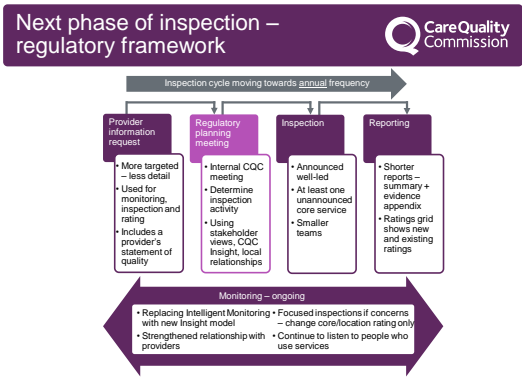 Next phase of inspection –
regulatory framework
CareQuality
Commission
Inspection cycle moving towards annual frequency
Provider
information
request
• More targeted
– less detail
• Used for
monitoring,
inspection and
rating
• Includes a
provider's
statement of
quality
Regulatory
planning
meeting
• Internal CQC
meeting
• Determine
inspection
activity
• Using
stakeholder
views, CQC
Insight, local
relationships
Inspection
• Announced
well-led
• At least one
unannounced
core service
• Smaller
teams
Reporting
• Shorter
reports –
summary +
evidence
appendix
• Ratings grid
shows new
and existing
ratings
Monitoring – ongoing
• Replacing Intelligent Monitoring
with new Insight model
• Strengthened relationship with
providers
• Focused inspections if concerns
– change core/location rating only
• Continue to listen to people who
use services